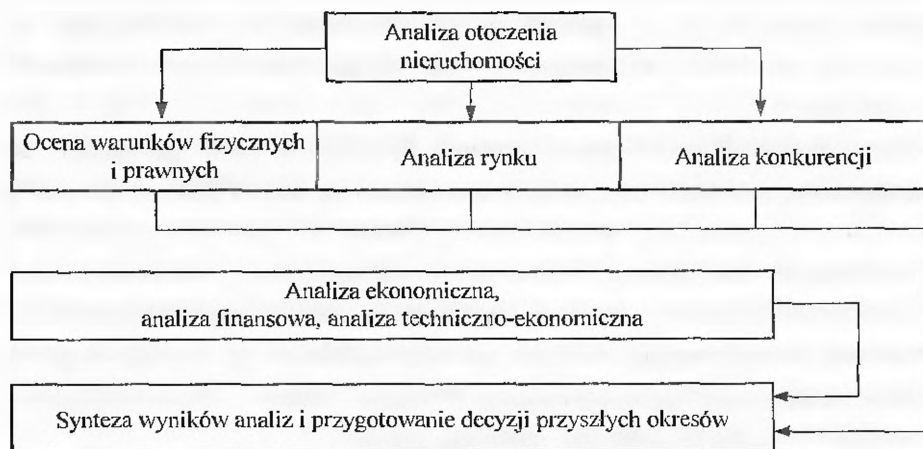 Analiza otoczenia
nieruchomości
Ocena warunków fizycznych
i prawnych
Analiza rynku
Analiza konkurencji
Analiza ekonomiczna,
analiza finansowa, analiza techniczno-ekonomiczna
Synteza wyników analiz i przygotowanie decyzji przyszłych okresów